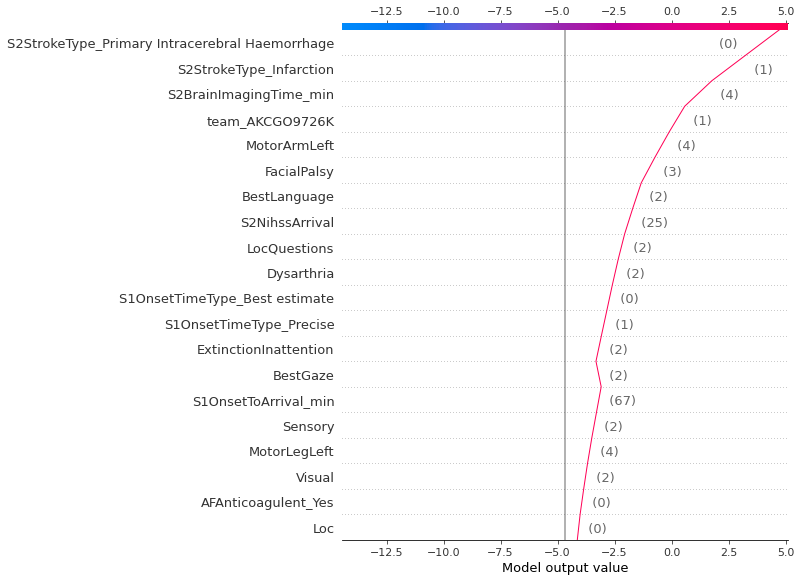 −12.5 −10.0 −7.5 −5.0 −2.5 0.0 2.5 5.0
S2StrokeType_Primary Intracerebral Haemorrhage (0)
S2StrokeType_Infarction (1)
S2BrainImagingTime_min (4)
team_AKCGO9726K (1)
MotorArmLeft (4)
FacialPalsy (3)
BestLanguage (2)
S2NihssArrival (25)
LocQuestions (2)
Dysarthria (2)
S1OnsetTimeType_Best estimate (0)
S1OnsetTimeType_Precise (1)
ExtinctionInattention (2)
BestGaze (2)
S1OnsetToArrival_min (67)
Sensory (2)
MotorLegLeft (4)
Visual (2)
AFAnticoagulent_Yes (0)
Loc (0)
−12.5 −10.0 −7.5 −5.0 −2.5 0.0 2.5 5.0
Model output value